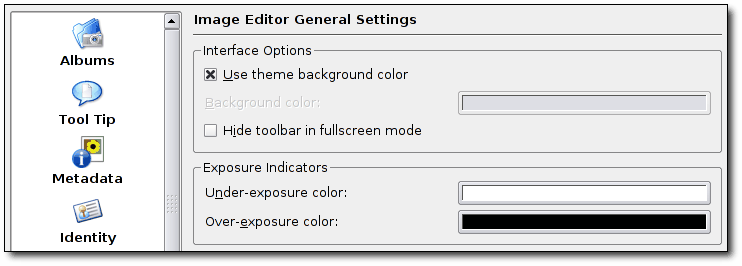 Albums
Tool Tip
Metadata
Identity
Image Editor General Settings
Interface Options
Use theme background color
Background color:
Hide toolbar in fullscreen mode
Exposure Indicators
Under-exposure color:
Over-exposure color: